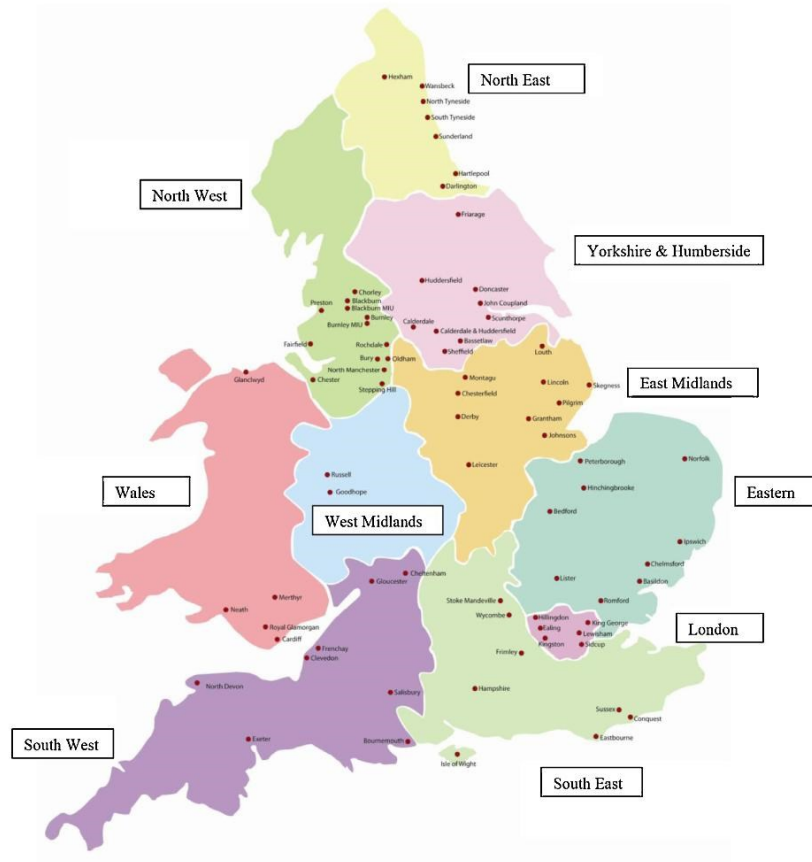 Hexham
North East
Wansbeck
North Tyneside
South Tyneside
Sunderland
Hartlepool
Darlington
North West
Friarage
Yorkshire & Humberside
Huddersfield
Doncaster
Chorley
Blackburn
John Coupland
Preston
Blackburn MIU
Burnley
Scunthorpe
Burnley MIU
Calderdale
Calderdale & Huddersfield
Fairfield
Rochdale
Bassetlaw
Sheffield
Louth
Bury
Oldham
North Manchester
Glanclwyd
Chester
Stepping Hill
Montagu
Lincoln
Skegness
East Midlands
Chesterfield
Pilgrim
Derby
Grantham
Johnsons
Leicester
Peterborough
Norfolk
Russell
Hinchingbrooke
Goodhope
Wales
Eastern
West Midlands
Bedford
Ipswich
Chelmsford
Cheltenham
Gloucester
Lister
Basildon
Merthyr
Stoke Mandeville
Romford
Neath
Wycombe
Hillingdon
King George
London
Royal Glamorgan
Ealing
Lewisham
Cardiff
Kingston
Sidcup
Frenchay
Frimley
Clevedon
North Devon
Salisbury
Hampshire
Sussex
Conquest
South West
Exeter
Bournemouth
Eastbourne
Isle of Wight
South East